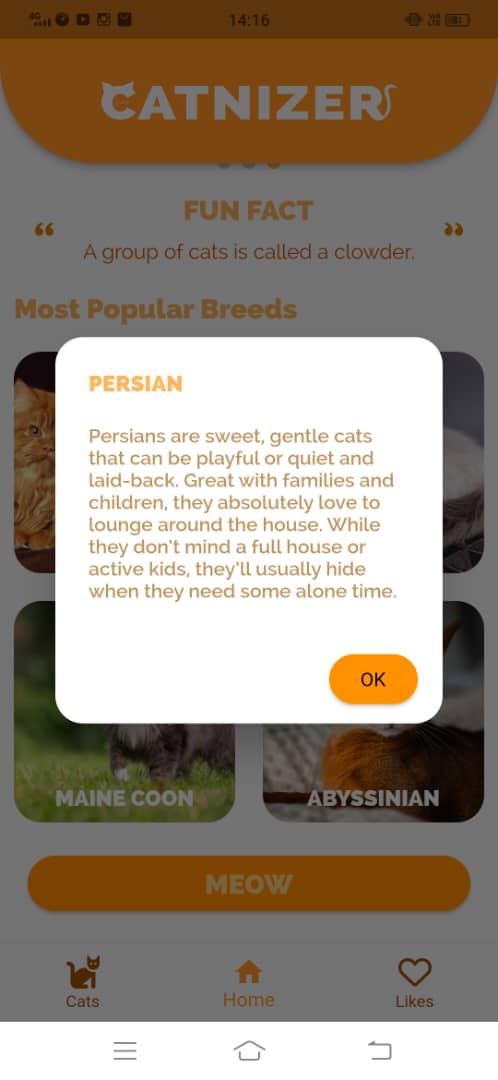 4G
14:16
VoI
LTE
CATNIZER
FUN FACT
“ ”
A group of cats is called a clowder.
Most Popular Breeds
PERSIAN
Persians are sweet, gentle cats
that can be playful or quiet and
laid-back. Great with families and
children, they absolutely love to
lounge around the house. While
they don't mind a full house or
active kids, they'll usually hide
when they need some alone time.
OK
MAINE COON
ABYSSINIAN
MEOW
Cats
Home
Likes